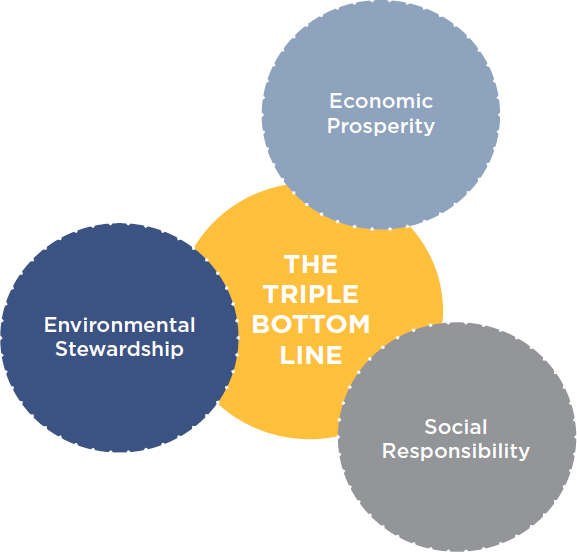 Economic
Prosperity
THE
TRIPLE
BOTTOM
LINE
Environmental
Stewardship
Social
Responsibility